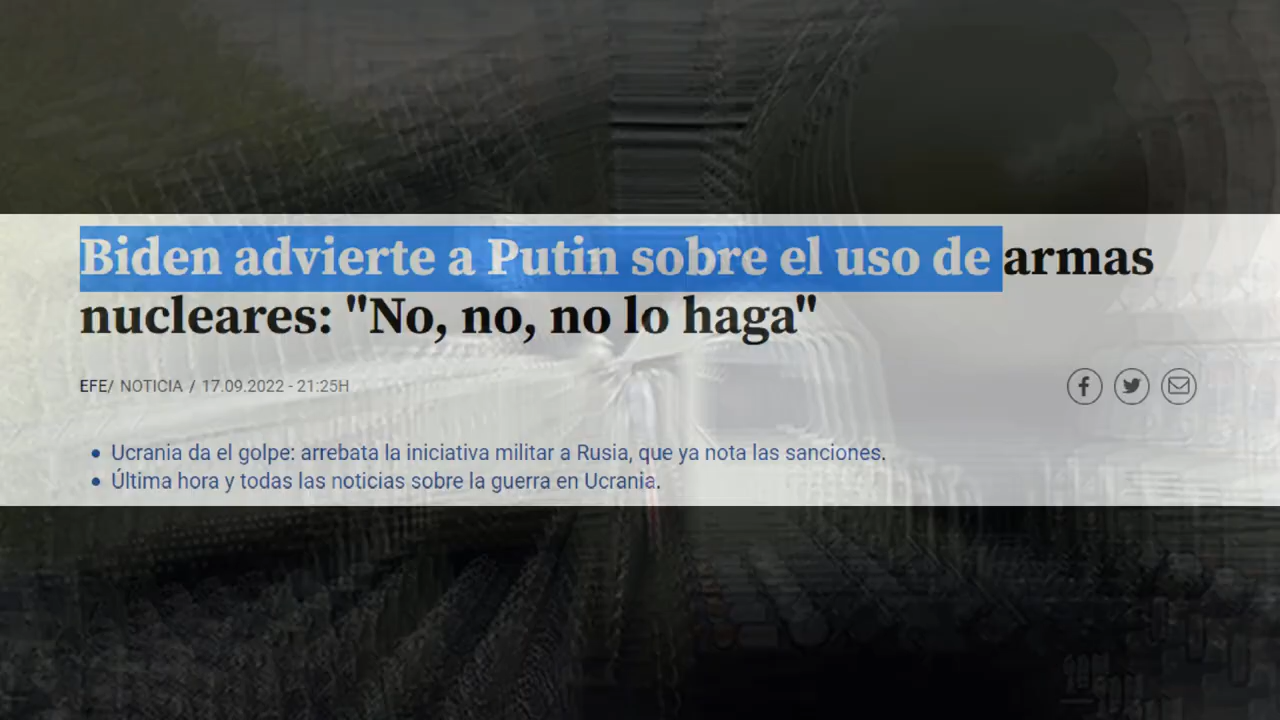 Biden advierte a Putin sobre el uso de armas
nucleares: "No, no, no lo haga"
EFE/ NOTICIA / 17.09.2022 - 21:25H
Ucrania da el golpe: arrebata la iniciativa militar a Rusia, que ya nota las sanciones.
Última hora y todas las noticias sobre la guerra en Ucrania.